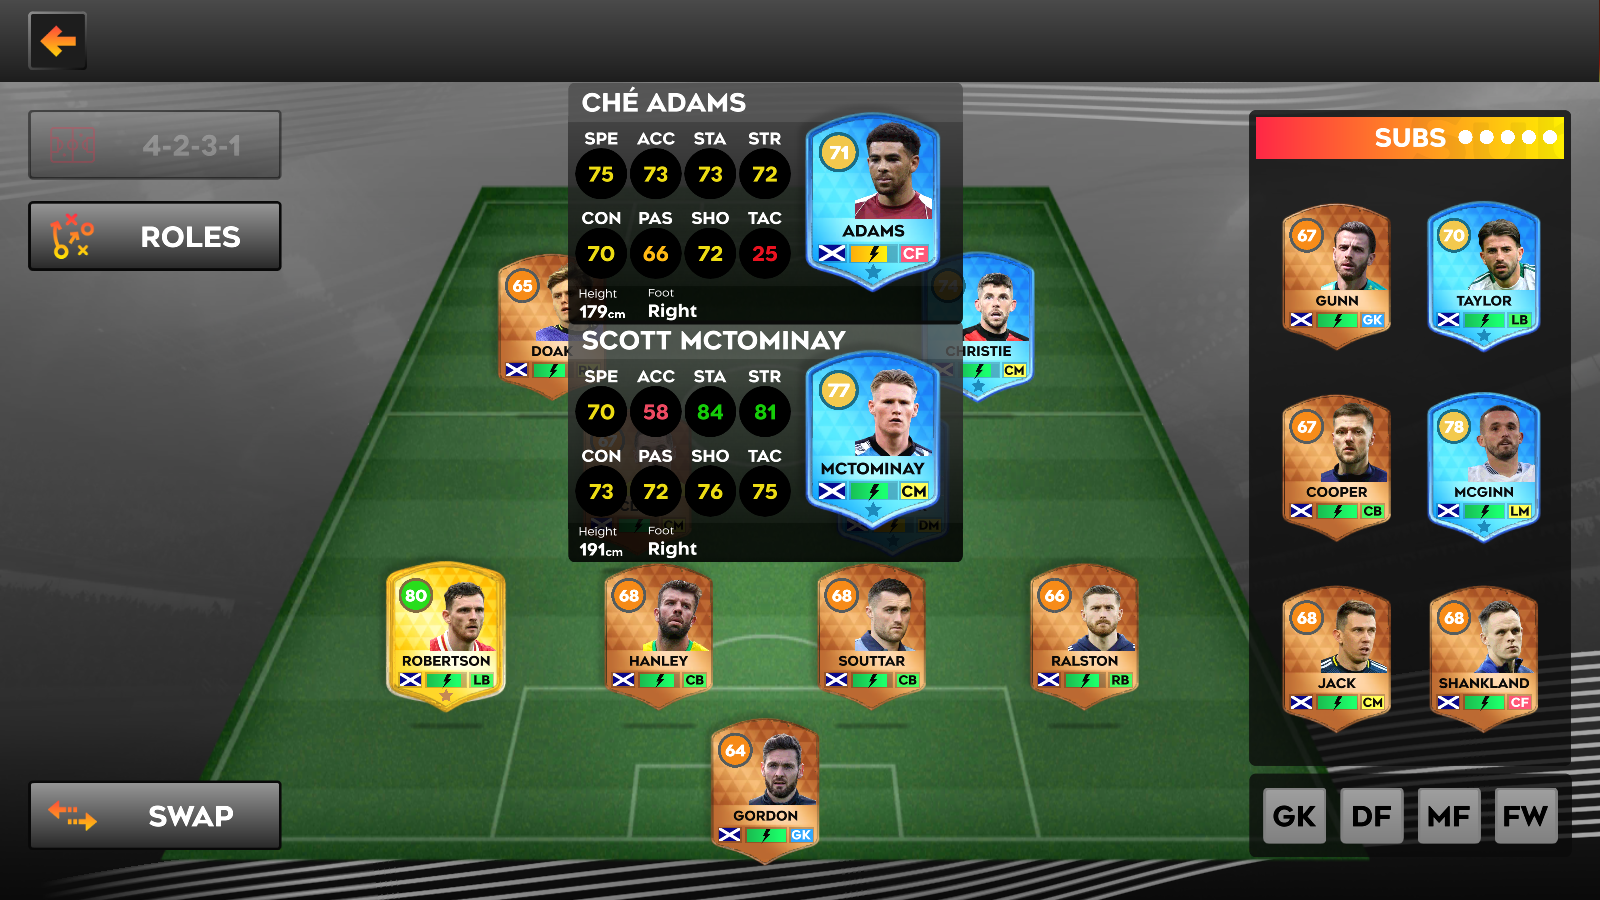 4-2-3-1
ROLES
SWAP
CHÉ ADAMS
SPE ACC STA STR
75 73 73 72
CON PAS SHO TAC
70 66 72 25
Height Foot
179cm Right
71
ADAMS
CF
SCOTT MCTOMINAY
SPE ACC STA STR
70 58 84 81
CON PAS SHO TAC
73 72 76 75
Height Foot
191cm Right
77
MCTOMINAY
CM
65
DOAK
CHRISTIE
CM
CM
DM
80
ROBERTSON
LB
68
HANLEY
CB
68
SOUTTAR
CB
66
RALSTON
RB
64
GORDON
GK
SUBS
67
GUNN
GK
70
TAYLOR
LB
67
COOPER
CB
78
MCGINN
LM
68
JACK
CM
68
SHANKLAND
CF
GK DF MF FW